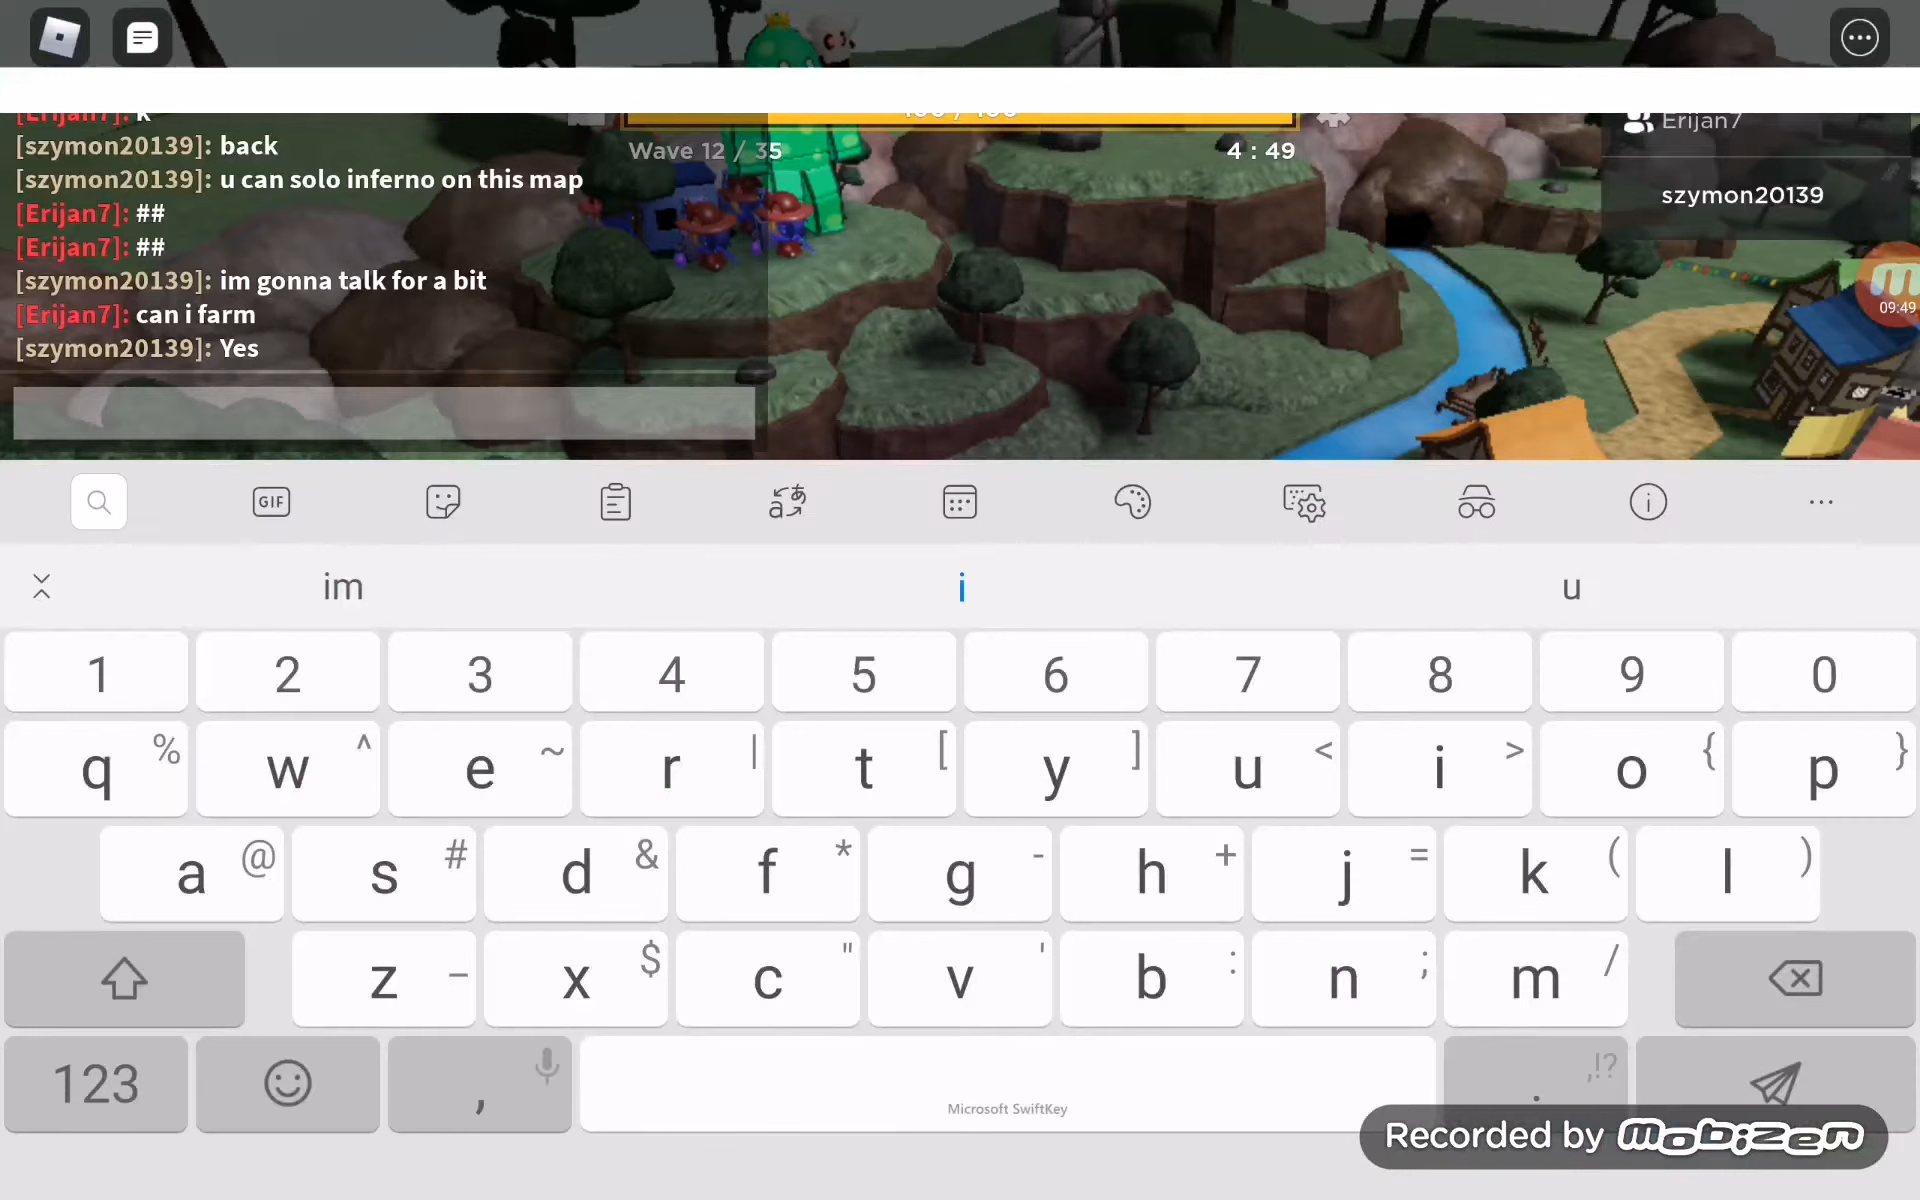 [Erijan7]: k
[szymon20139]: back
[szymon20139]: u can solo inferno on this map
[Erijan7]: ##
[Erijan7]: ##
[szymon20139]: im gonna talk for a bit
[Erijan7]: can i farm
[szymon20139]: Yes
Wave 12 / 35
4 : 49
Erijan7
szymon20139
09:49
GIF
im
i
u
1 2 3 4 5 6 7 8 9 0
q % w ^ e ~ r | t [ y ] u < i > o { p }
a @ s # d & f * g - h + j = k ( l )
z _ x $ c " v ' b : n ; m /
123 , Microsoft SwiftKey . ,!?
Recorded by mobizen